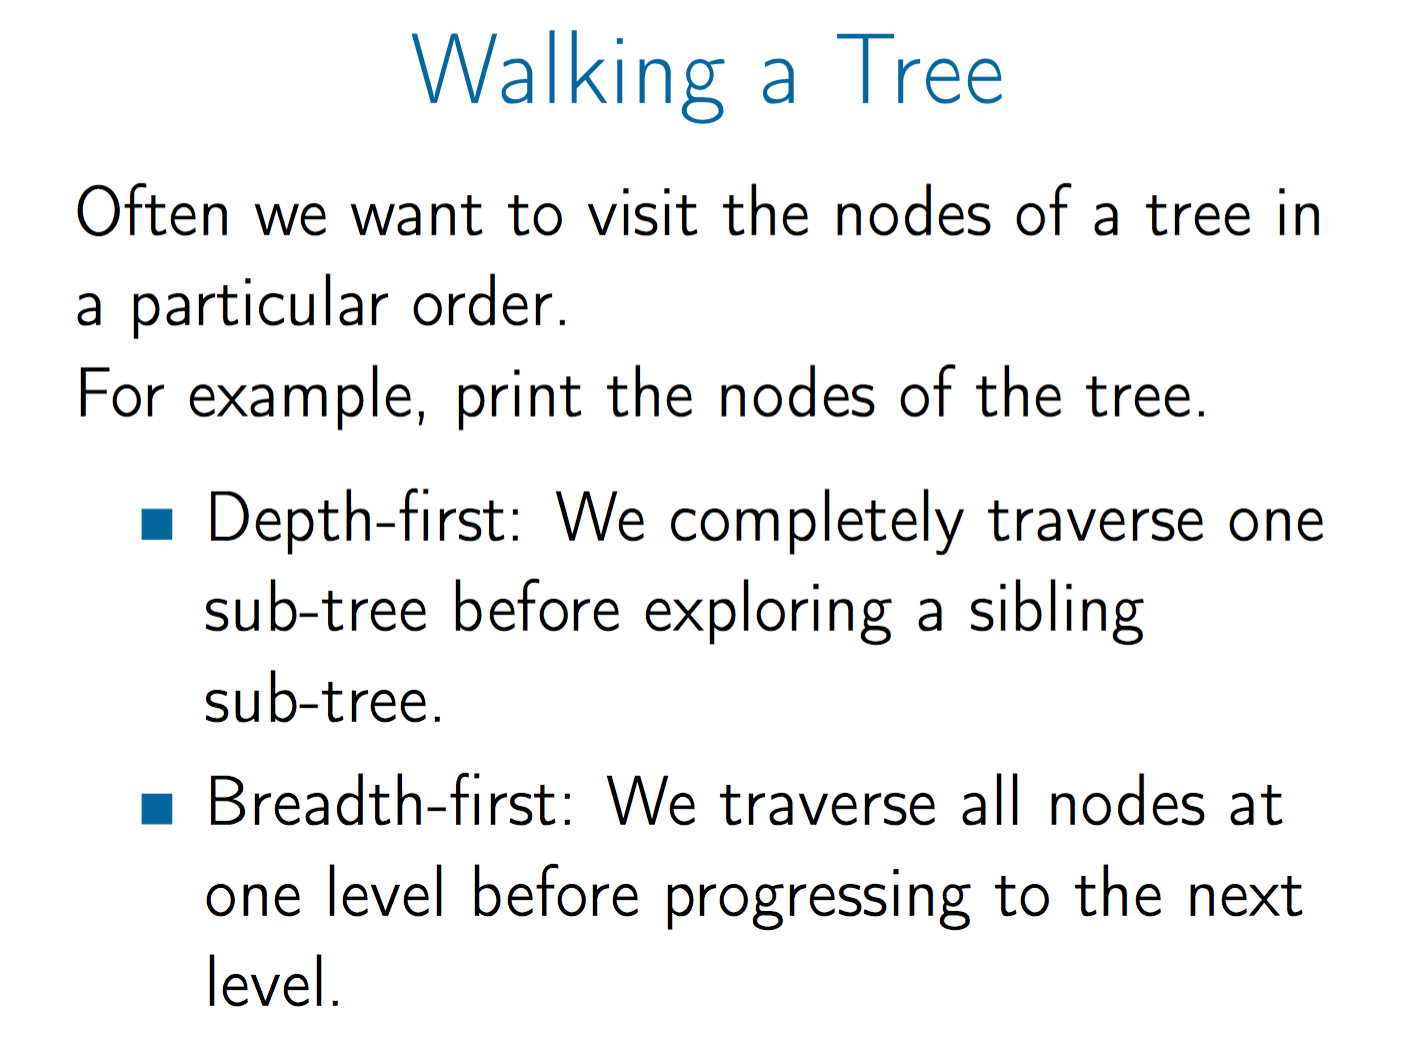 Walking a Tree
Often we want to visit the nodes of a tree in
a particular order.
For example, print the nodes of the tree.
Depth-first: We completely traverse one
sub-tree before exploring a sibling
sub-tree.
Breadth-first: We traverse all nodes at
one level before progressing to the next
level.